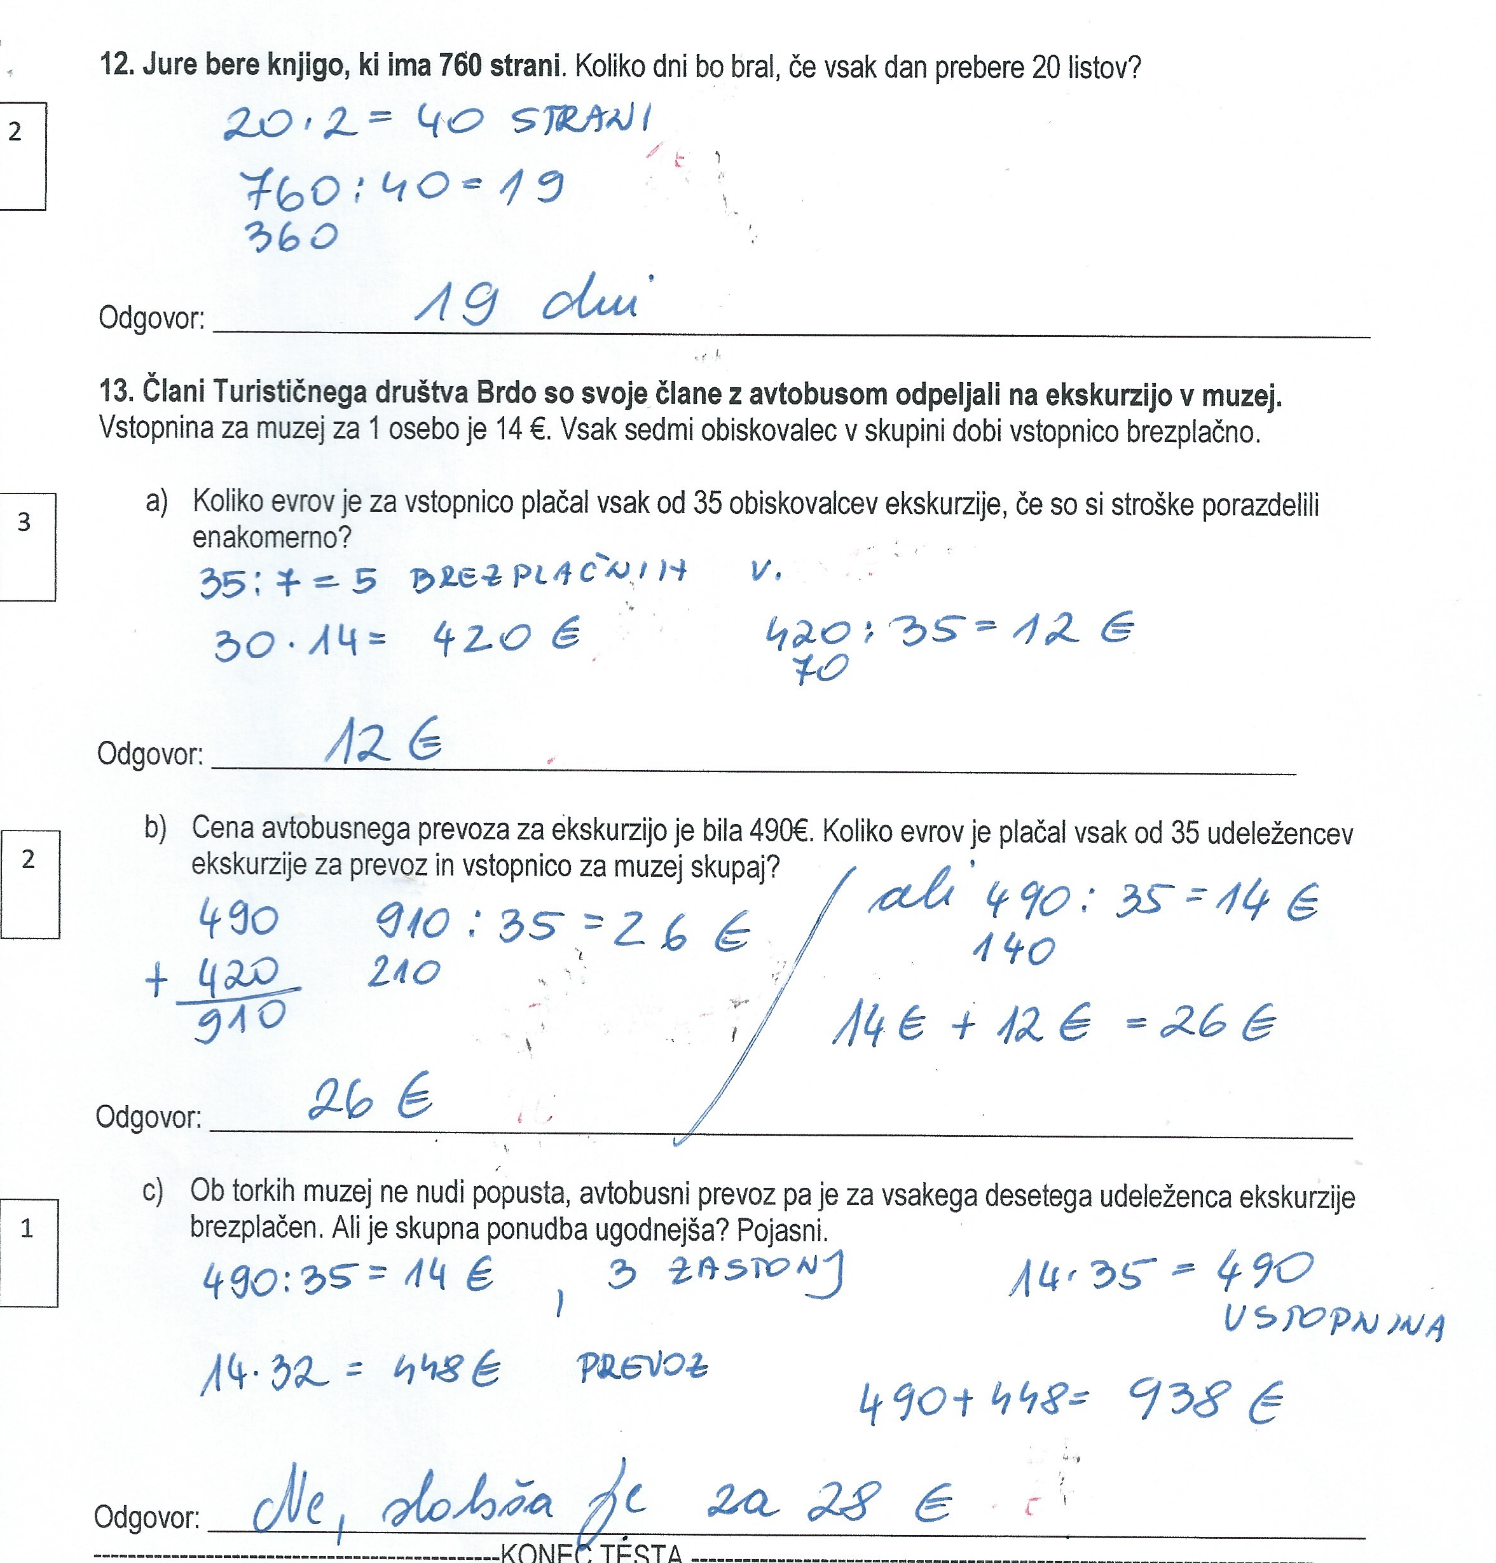 12. Jure bere knjigo, ki ima 760 strani. Koliko dni bo bral, če vsak dan prebere 20 listov?
2
20 · 2 = 40 STRANI
760 : 40 = 19
360
Odgovor: 19 dni
13. Člani Turističnega društva Brdo so svoje člane z avtobusom odpeljali na ekskurzijo v muzej.
Vstopnina za muzej za 1 osebo je 14 €. Vsak sedmi obiskovalec v skupini dobi vstopnico brezplačno.
3
a) Koliko evrov je za vstopnico plačal vsak od 35 obiskovalcev ekskurzije, če so si stroške porazdelili
enakomerno?
35 : 7 = 5 BREZPLAČNIH V.
30 · 14 = 420 € 420 : 35 = 12 €
70
Odgovor: 12 €
2
b) Cena avtobusnega prevoza za ekskurzijo je bila 490€. Koliko evrov je plačal vsak od 35 udeležencev
ekskurzije za prevoz in vstopnico za muzej skupaj?
490 910 : 35 = 26 € ali 490 : 35 = 14 €
+ 420 210 140
910 14 € + 12 € = 26 €
Odgovor: 26 €
1
c) Ob torkih muzej ne nudi popusta, avtobusni prevoz pa je za vsakega desetega udeleženca ekskurzije
brezplačen. Ali je skupna ponudba ugodnejša? Pojasni.
490 : 35 = 14 € , 3 ZASTONJ 14 · 35 = 490
VSTOPNINA
14 · 32 = 448 € PREVOZ
490 + 448 = 938 €
Odgovor: Ne, slabša je za 28 €
KONEC TESTA